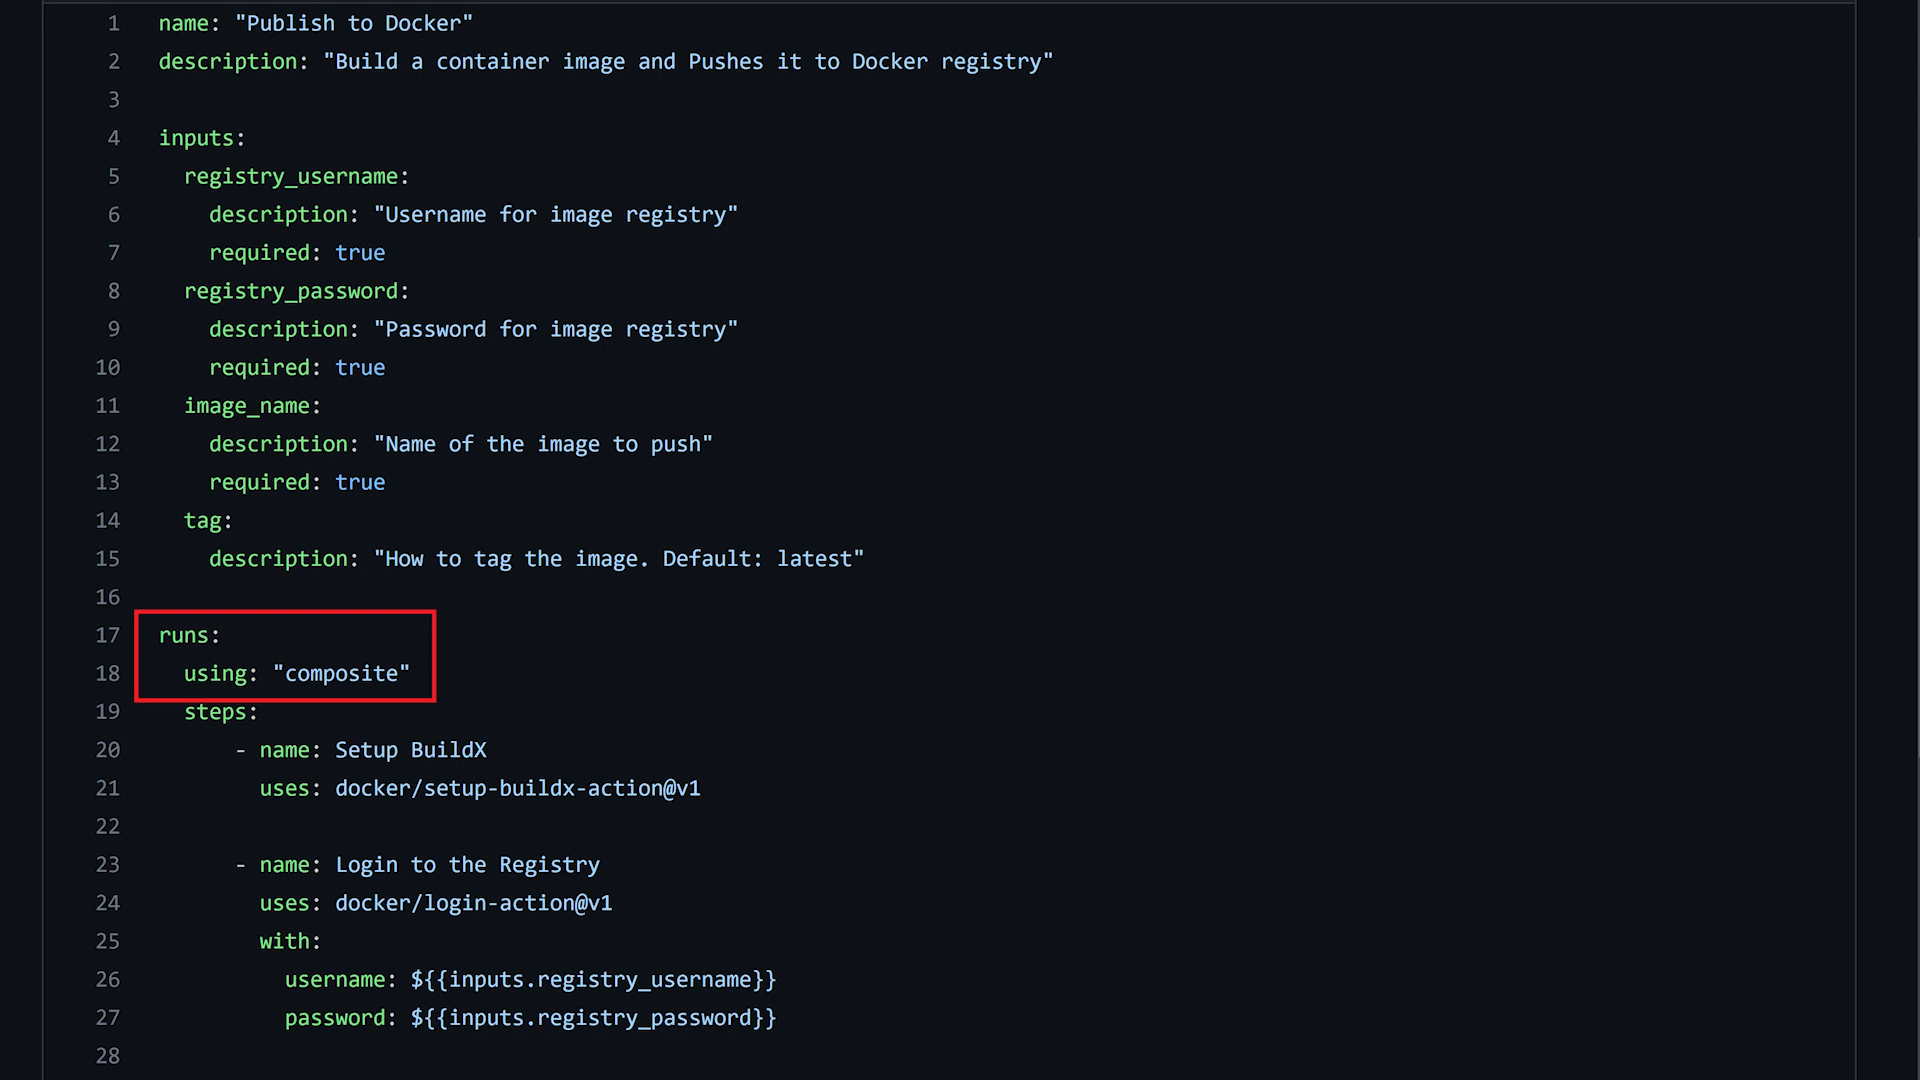 1 name: "Publish to Docker"
2 description: "Build a container image and Pushes it to Docker registry"
3
4 inputs:
5   registry_username:
6     description: "Username for image registry"
7     required: true
8   registry_password:
9     description: "Password for image registry"
10     required: true
11   image_name:
12     description: "Name of the image to push"
13     required: true
14   tag:
15     description: "How to tag the image. Default: latest"
16
17 runs:
18   using: "composite"
19   steps:
20       - name: Setup BuildX
21         uses: docker/setup-buildx-action@v1
22
23       - name: Login to the Registry
24         uses: docker/login-action@v1
25         with:
26           username: ${{inputs.registry_username}}
27           password: ${{inputs.registry_password}}
28